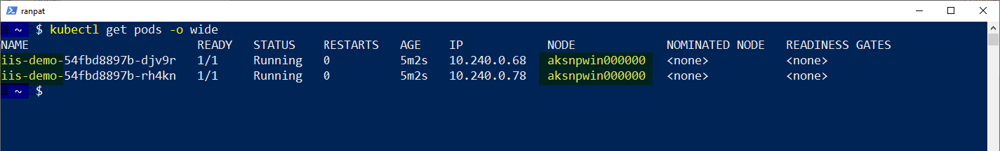 ranpat
~ $ kubectl get pods -o wide
NAME READY STATUS RESTARTS AGE IP NODE NOMINATED NODE READINESS GATES
iis-demo-54fbd8897b-djv9r 1/1 Running 0 5m2s 10.240.0.68 aksnpwin000000 <none> <none>
iis-demo-54fbd8897b-rh4kn 1/1 Running 0 5m2s 10.240.0.78 aksnpwin000000 <none> <none>
~ $